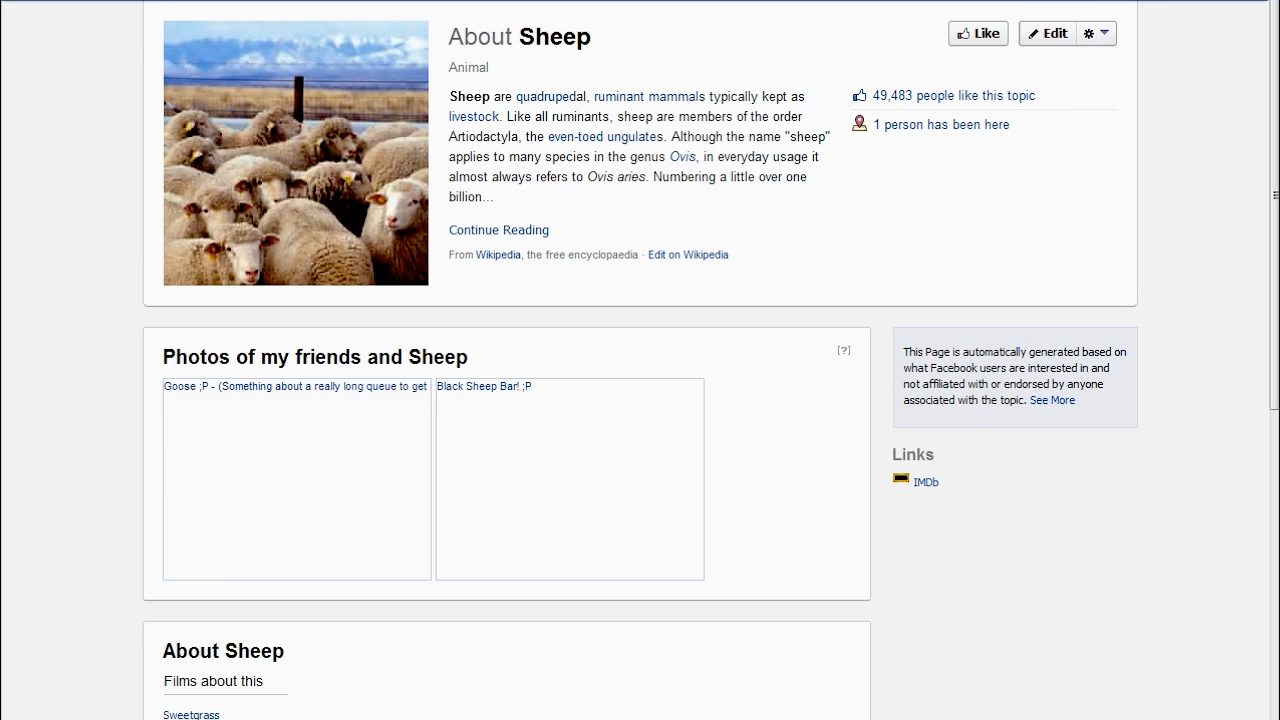 About Sheep
Like
Edit
Animal
Sheep are quadrupedal, ruminant mammals typically kept as
livestock. Like all ruminants, sheep are members of the order
Artiodactyla, the even-toed ungulates. Although the name "sheep"
applies to many species in the genus Ovis, in everyday usage it
almost always refers to Ovis aries. Numbering a little over one
billion...
Continue Reading
From Wikipedia, the free encyclopaedia · Edit on Wikipedia
49,483 people like this topic
1 person has been here
Photos of my friends and Sheep
[?]
Goose ;P - (Something about a really long queue to get
Black Sheep Bar! ;P
This Page is automatically generated based on
what Facebook users are interested in and
not affiliated with or endorsed by anyone
associated with the topic. See More
Links
IMDb
About Sheep
Films about this
Sweetgrass